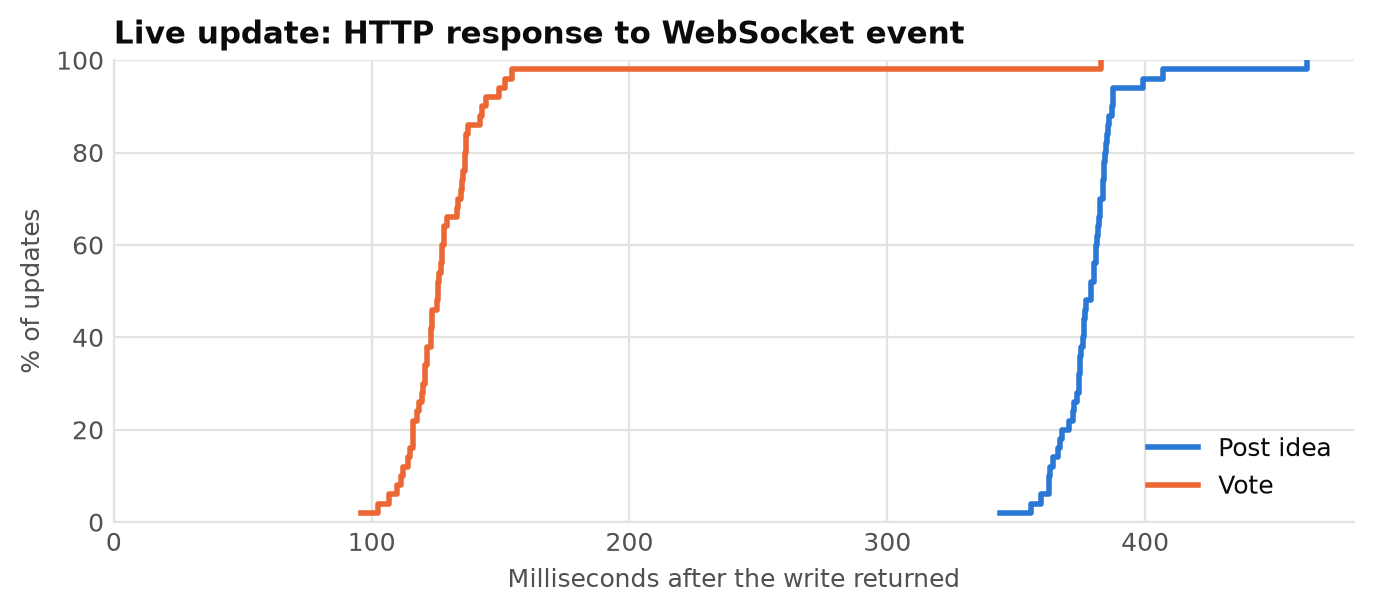 Live update: HTTP response to WebSocket event
100
80
60
40
20
0
% of updates
0 100 200 300 400
Milliseconds after the write returned
Post idea
Vote